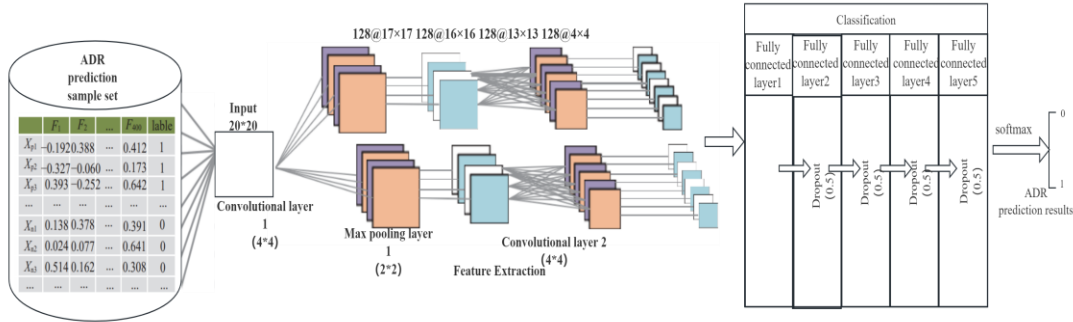 ADR
prediction
sample set
F1 F2 ... F400 lable
Xp1 −0.192 0.388 ... 0.412 1
Xp2 −0.327 −0.060 ... 0.173 1
Xp3 0.393 −0.252 ... 0.642 1
... ... ... ... ... ...
Xn1 0.138 0.378 ... 0.391 0
Xn2 0.024 0.077 ... 0.641 0
Xn3 0.514 0.162 ... 0.308 0
... ... ... ... ... ...
Input
20*20
Convolutional layer
1
(4*4)
128@17×17 128@16×16 128@13×13 128@4×4
Max pooling layer
1
(2*2)
Convolutional layer 2
(4*4)
Feature Extraction
Classification
Fully
connected
layer1
Fully
connected
layer2
Fully
connected
layer3
Fully
connected
layer4
Fully
connected
layer5
Dropout
(0.5)
Dropout
(0.5)
Dropout
(0.5)
Dropout
(0.5)
softmax
0
1
ADR
prediction results